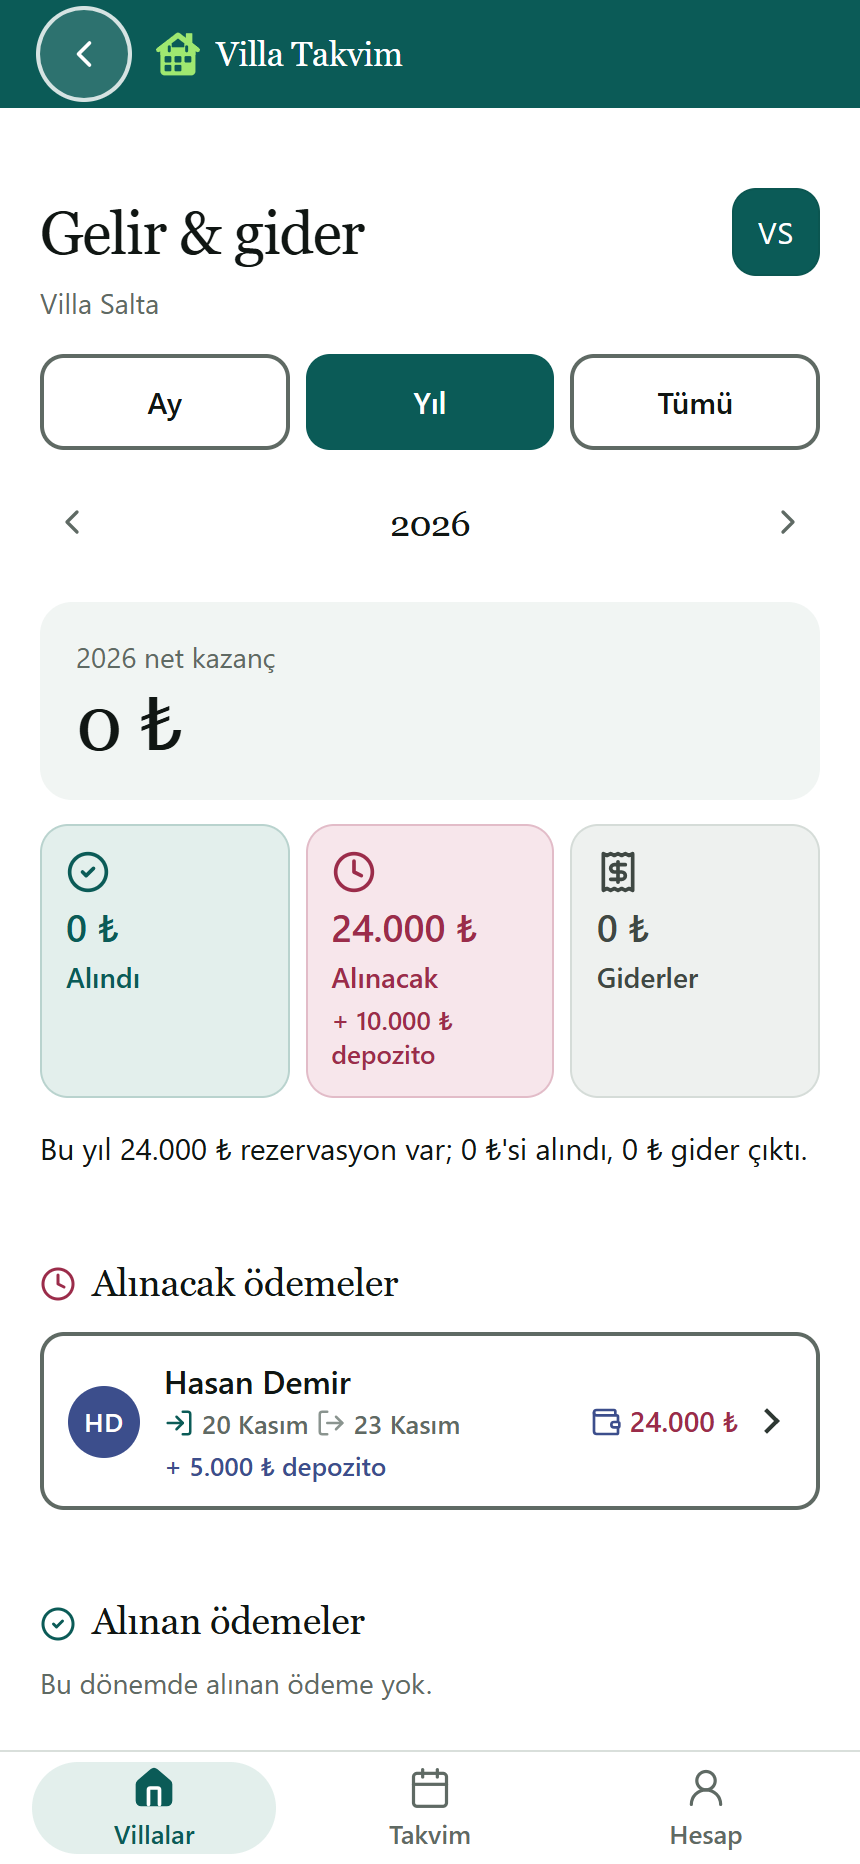 Villa Takvim
Gelir & gider
VS
Villa Salta
Ay
Yıl
Tümü
2026
2026 net kazanç
0 ₺
0 ₺
Alındı
24.000 ₺
Alınacak
+ 10.000 ₺
depozito
0 ₺
Giderler
Bu yıl 24.000 ₺ rezervasyon var; 0 ₺'si alındı, 0 ₺ gider çıktı.
Alınacak ödemeler
HD
Hasan Demir
20 Kasım 23 Kasım
+ 5.000 ₺ depozito
24.000 ₺
Alınan ödemeler
Bu dönemde alınan ödeme yok.
Villalar
Takvim
Hesap